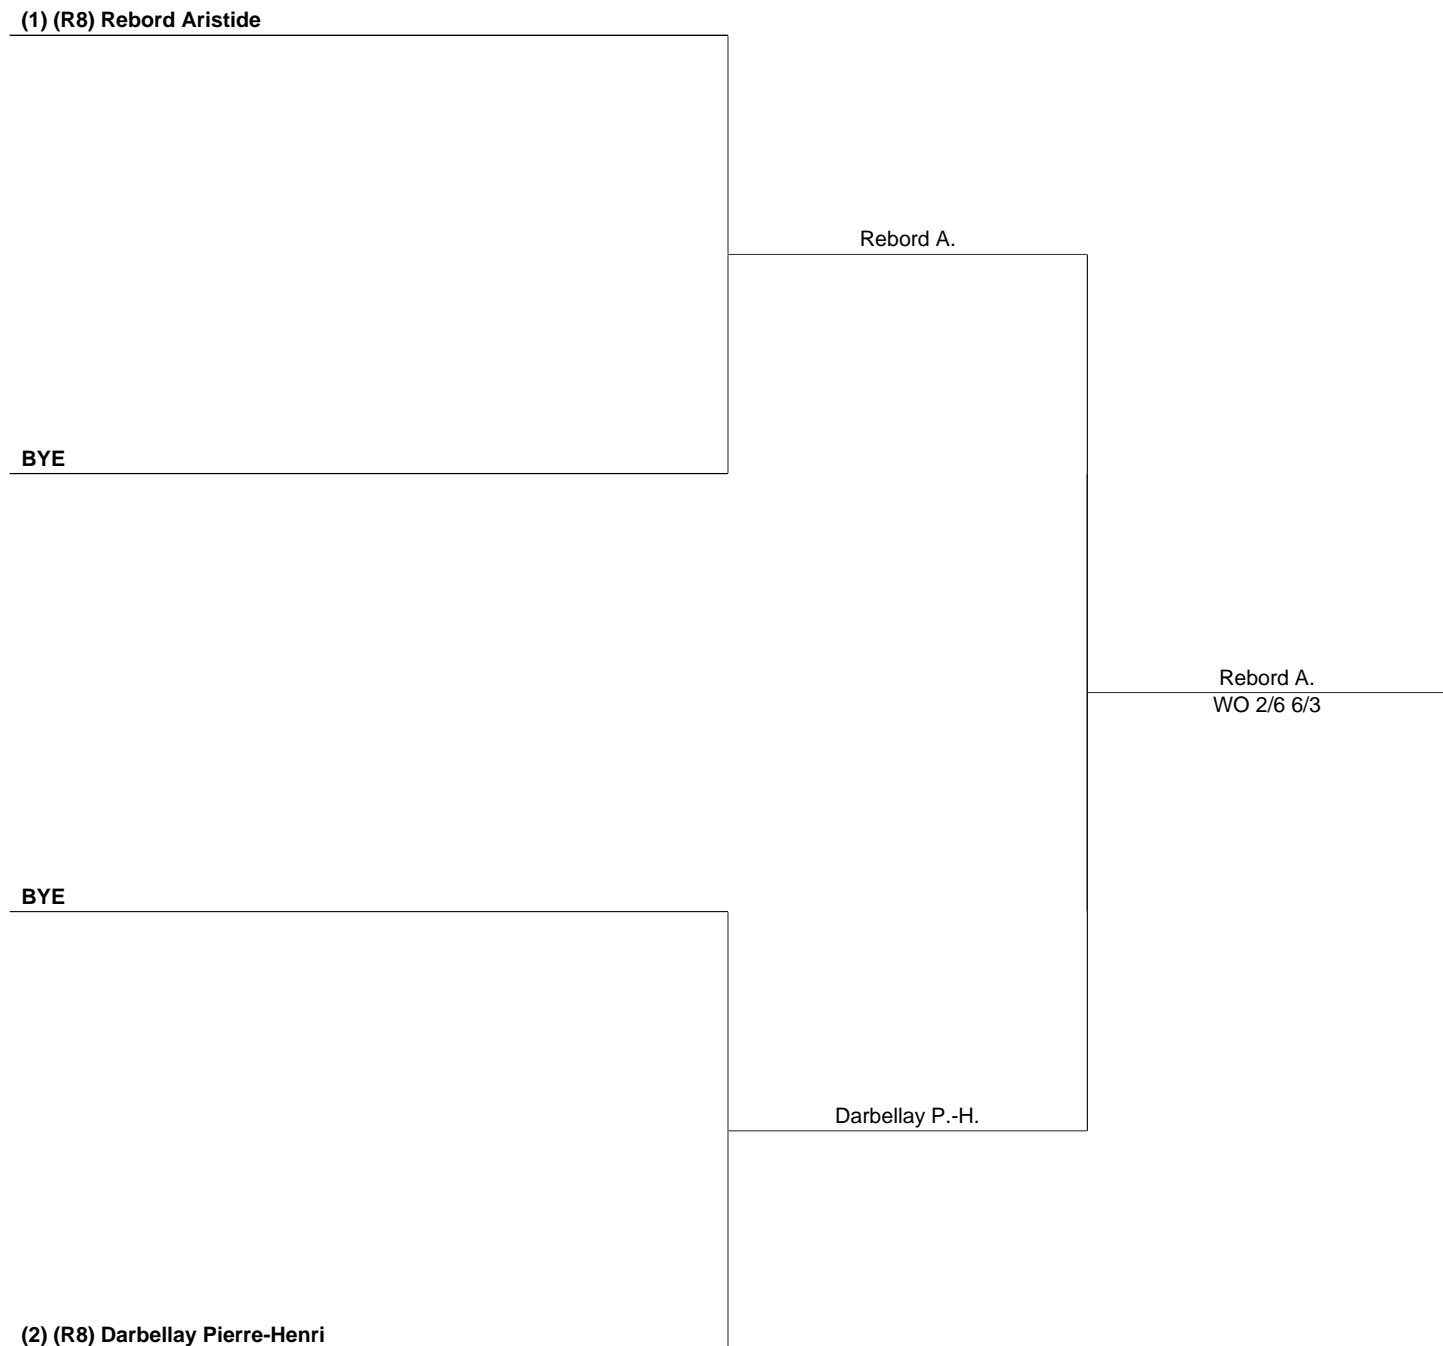 (1) (R8) Rebord Aristide
Rebord A.
BYE
Rebord A.
WO 2/6 6/3
BYE
Darbellay P.-H.
(2) (R8) Darbellay Pierre-Henri